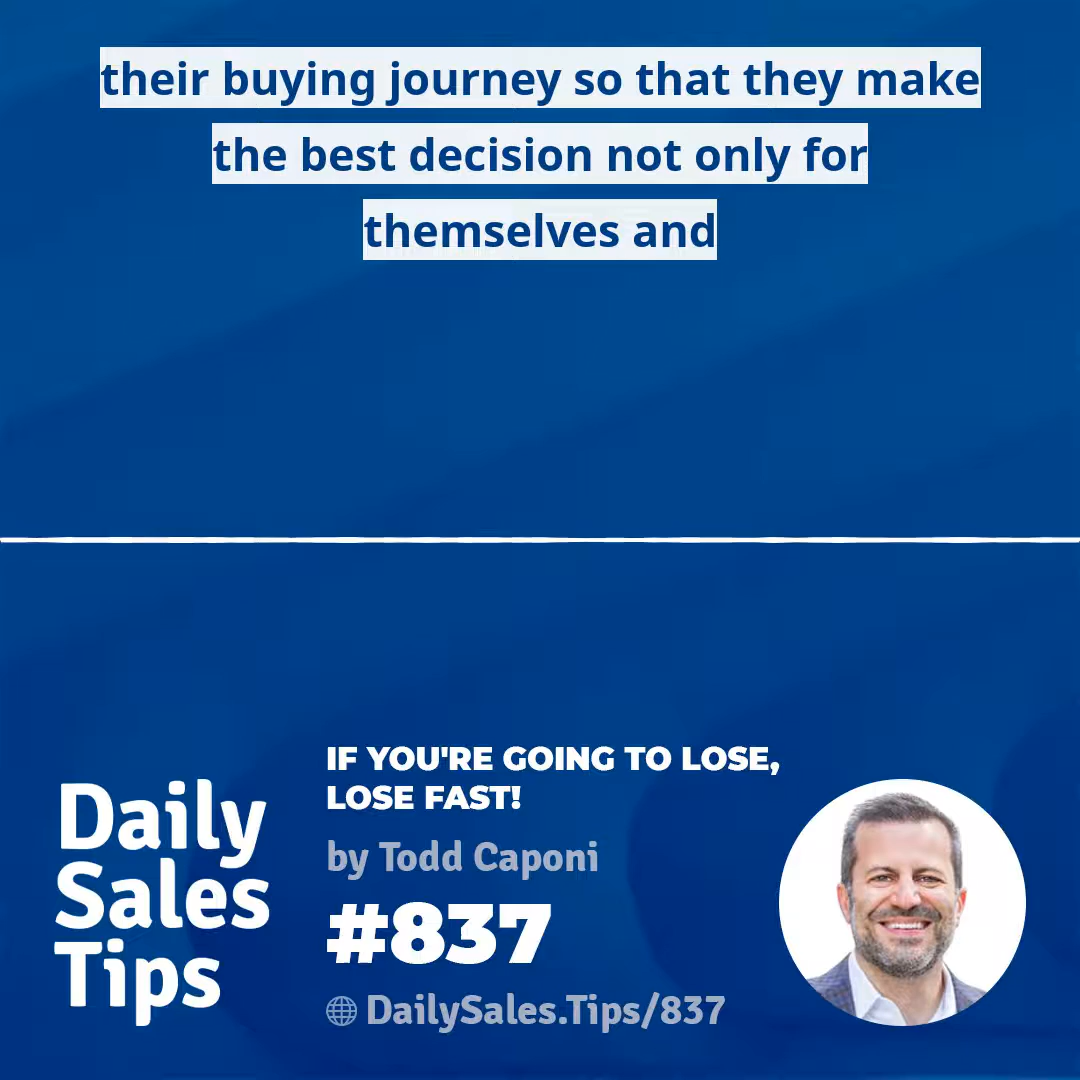 their buying journey so that they make
the best decision not only for
themselves and
Daily
Sales
Tips
IF YOU'RE GOING TO LOSE,
LOSE FAST!
by Todd Caponi
#837
DailySales.Tips/837